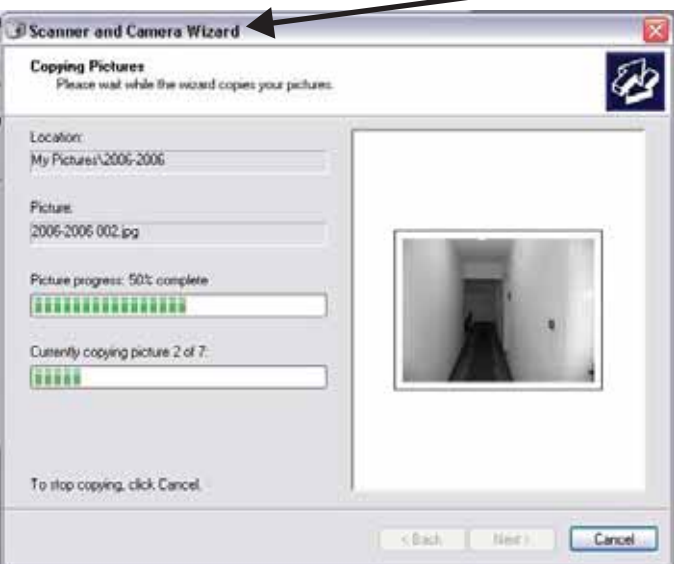 Scanner and Camera Wizard
Copying Pictures
Please wait while the wizard copies your pictures.
Location:
My Pictures\2006-2006
Picture:
2006-2006 002.jpg
Picture progress: 50% complete
Currently copying picture 2 of 7:
To stop copying, click Cancel.
< Back
Next >
Cancel